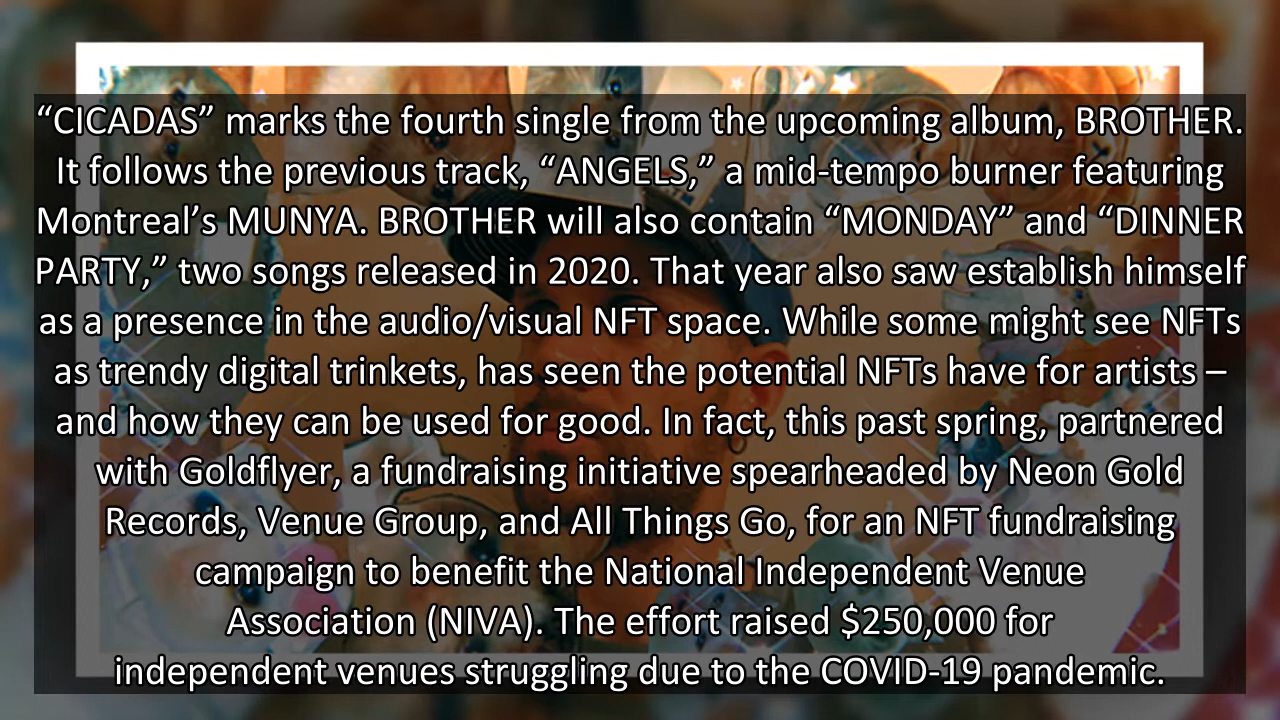 “CICADAS” marks the fourth single from the upcoming album, BROTHER.
It follows the previous track, “ANGELS,” a mid-tempo burner featuring
Montreal’s MUNYA. BROTHER will also contain “MONDAY” and “DINNER
PARTY,” two songs released in 2020. That year also saw establish himself
as a presence in the audio/visual NFT space. While some might see NFTs
as trendy digital trinkets, has seen the potential NFTs have for artists –
and how they can be used for good. In fact, this past spring, partnered
with Goldflyer, a fundraising initiative spearheaded by Neon Gold
Records, Venue Group, and All Things Go, for an NFT fundraising
campaign to benefit the National Independent Venue
Association (NIVA). The effort raised $250,000 for
independent venues struggling due to the COVID-19 pandemic.